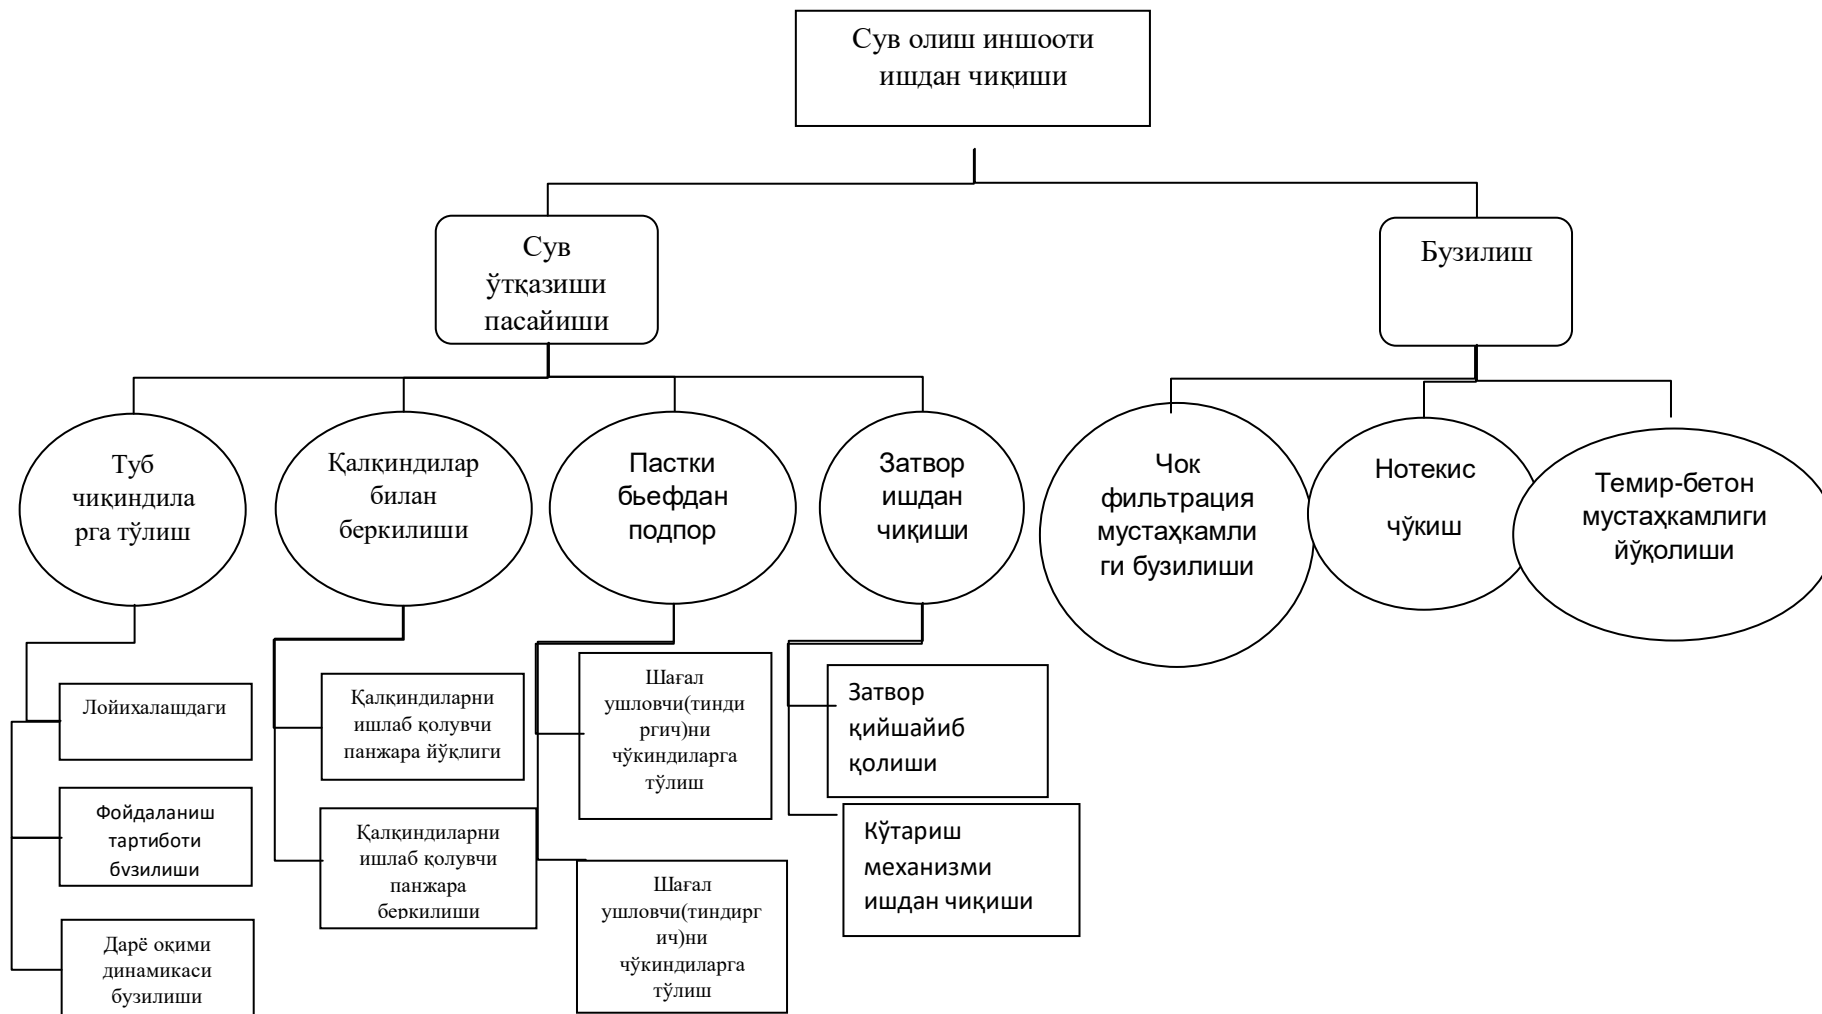 Сув олиш иншооти
ишдан чиқиши
Сув
ўтқазиши
пасайиши
Бузилиш
Туб
чиқиндила
рга тўлиш
Қалқиндилар
билан
беркилиши
Пастки
бьефдан
подпор
Затвор
ишдан
чиқиши
Чок
фильтрация
мустаҳкамли
ги бузилиши
Нотекис
чўкиш
Темир-бетон
мустаҳкамлиги
йўқолиши
Лойихалашдаги
Фойдаланиш
тартиботи
бузилиши
Дарё оқими
динамикаси
бузилиши
Қалқиндиларни
ишлаб қолувчи
панжара йўқлиги
Қалқиндиларни
ишлаб қолувчи
панжара
беркилиши
Шағал
ушловчи(тинди
ргич)ни
чўкиндиларга
тўлиш
Шағал
ушловчи(тиндирг
ич)ни
чўкиндиларга
тўлиш
Затвор
қийшайиб
қолиши
Кўтариш
механизми
ишдан чиқиши